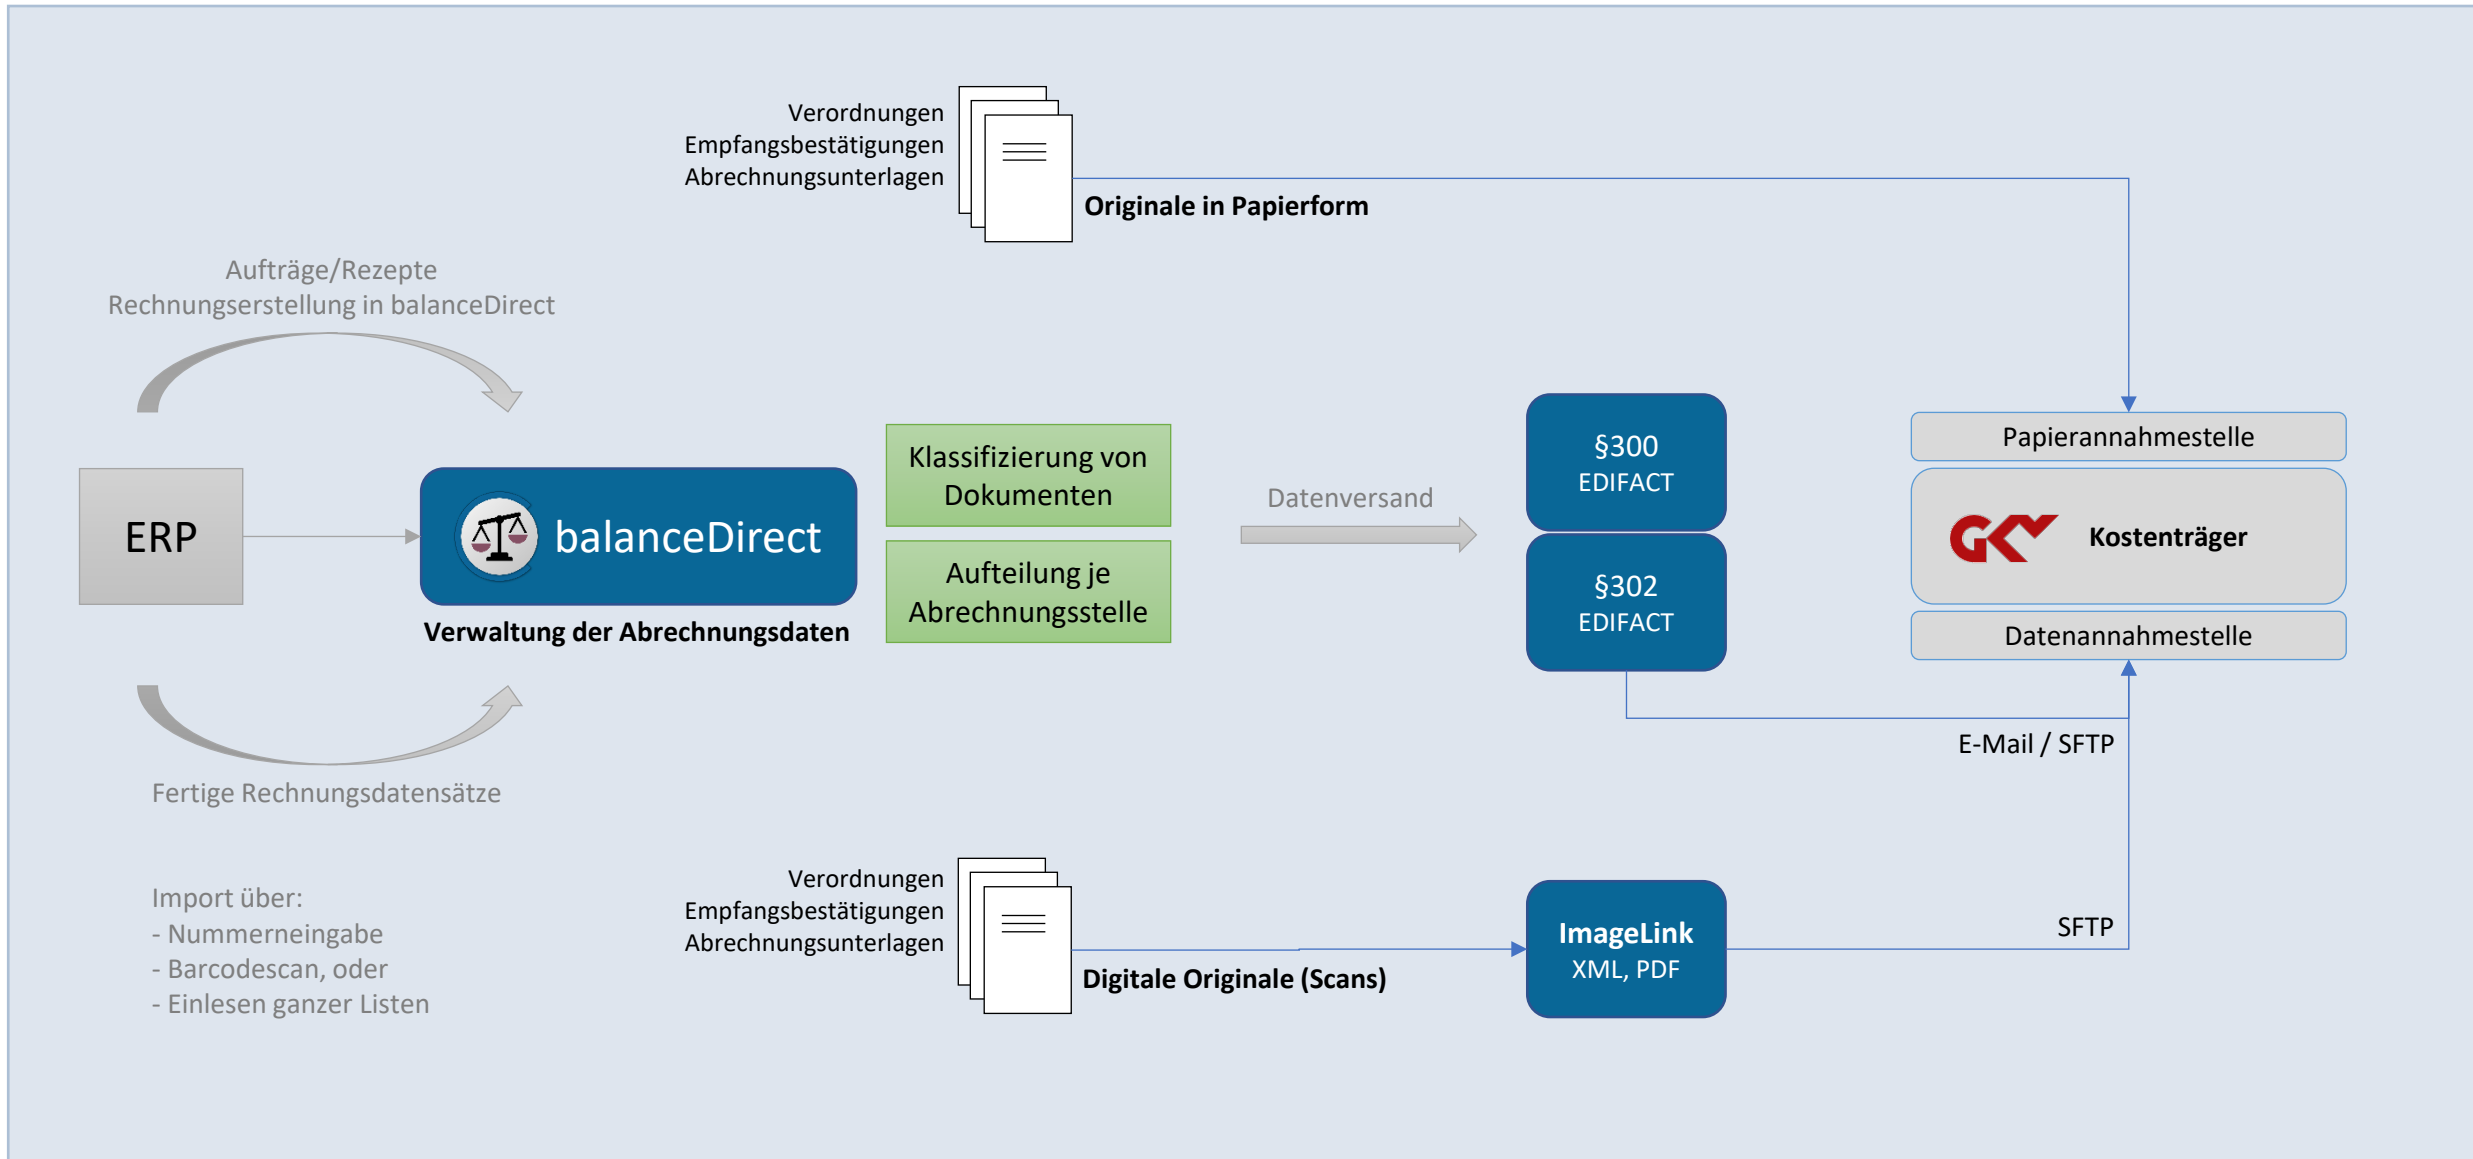 Verordnungen
Empfangsbestätigungen
Abrechnungsunterlagen
Originale in Papierform
Aufträge/Rezepte
Rechnungserstellung in balanceDirect
ERP
balanceDirect
Verwaltung der Abrechnungsdaten
Klassifizierung von
Dokumenten
Aufteilung je
Abrechnungsstelle
Datenversand
§300
EDIFACT
§302
EDIFACT
Papierannahmestelle
GKV
Kostenträger
Datenannahmestelle
E-Mail / SFTP
Fertige Rechnungsdatensätze
Import über:
- Nummerneingabe
- Barcodescan, oder
- Einlesen ganzer Listen
Verordnungen
Empfangsbestätigungen
Abrechnungsunterlagen
Digitale Originale (Scans)
ImageLink
XML, PDF
SFTP